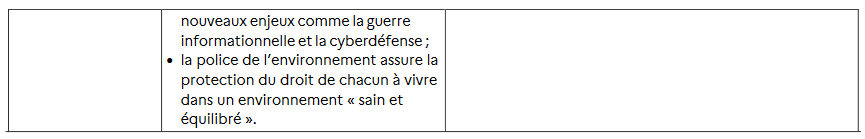 nouveaux enjeux comme la guerre
informationnelle et la cyberdéfense ;
• la police de l’environnement assure la
protection du droit de chacun à vivre
dans un environnement « sain et
équilibré ».